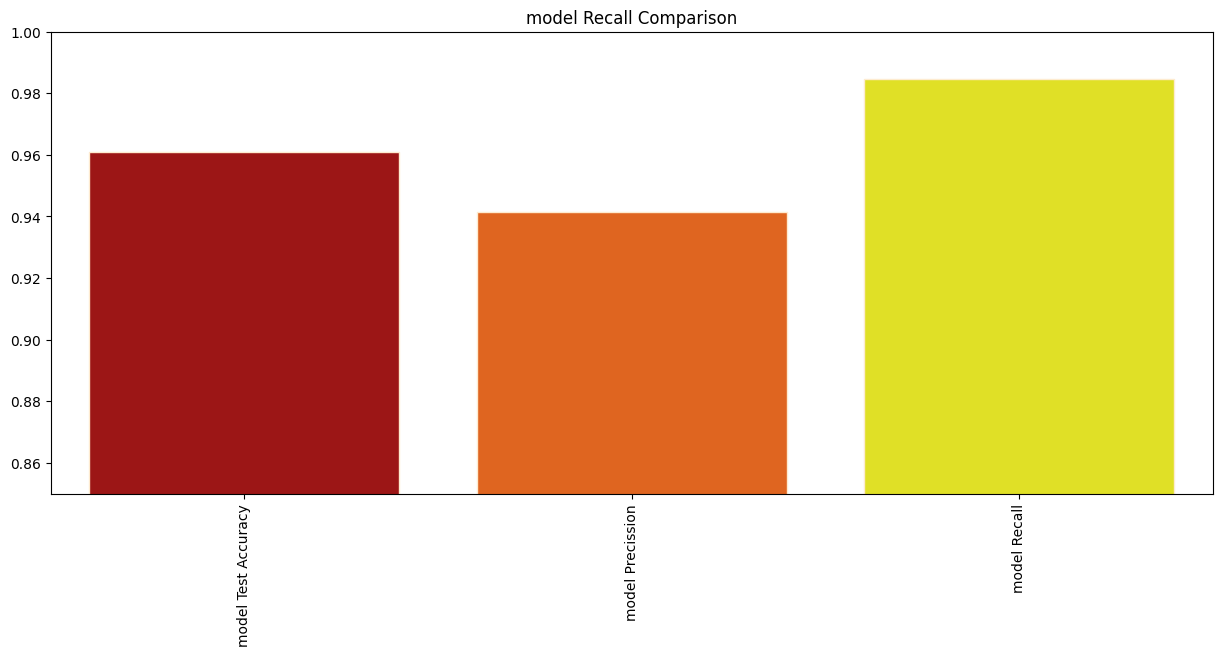 model Recall Comparison
1.00
0.98
0.96
0.94
0.92
0.90
0.88
0.86
model Test Accuracy
model Precission
model Recall